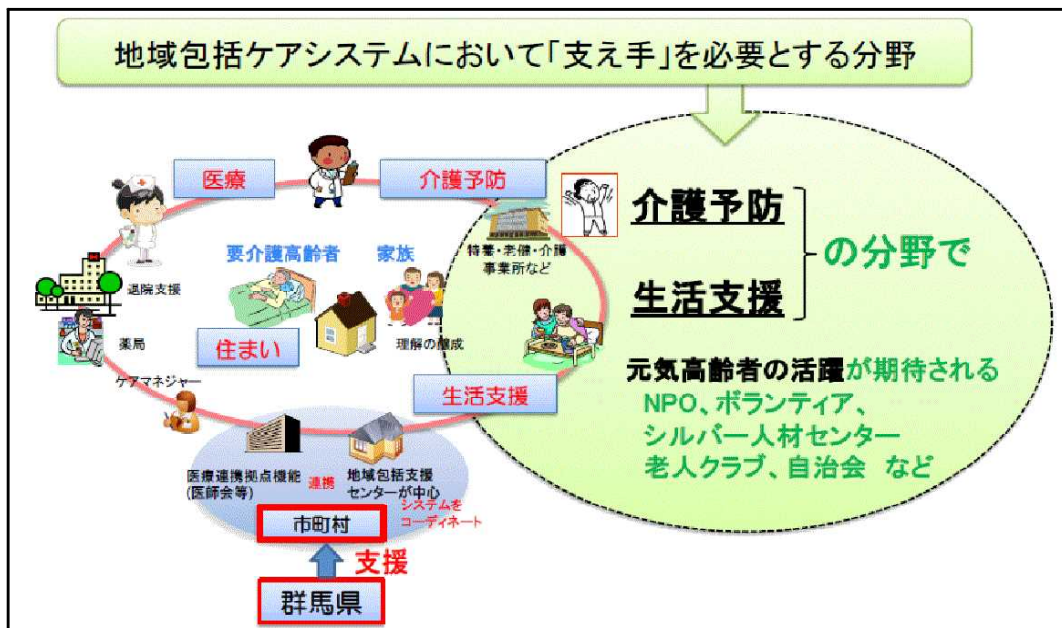 地域包括ケアシステムにおいて「支え手」を必要とする分野
医療
介護予防
要介護高齢者
家族
特養・老健・介護
事業所など
退院支援
薬局
住まい
理解の醸成
ケアマネジャー
生活支援
医療連携拠点機能
(医師会等)
連携
地域包括支援
センターが中心
システムを
コーディネート
市町村
支援
群馬県
介護予防
の分野で
生活支援
元気高齢者の活躍が期待される
NPO、ボランティア、
シルバー人材センター
老人クラブ、自治会 など